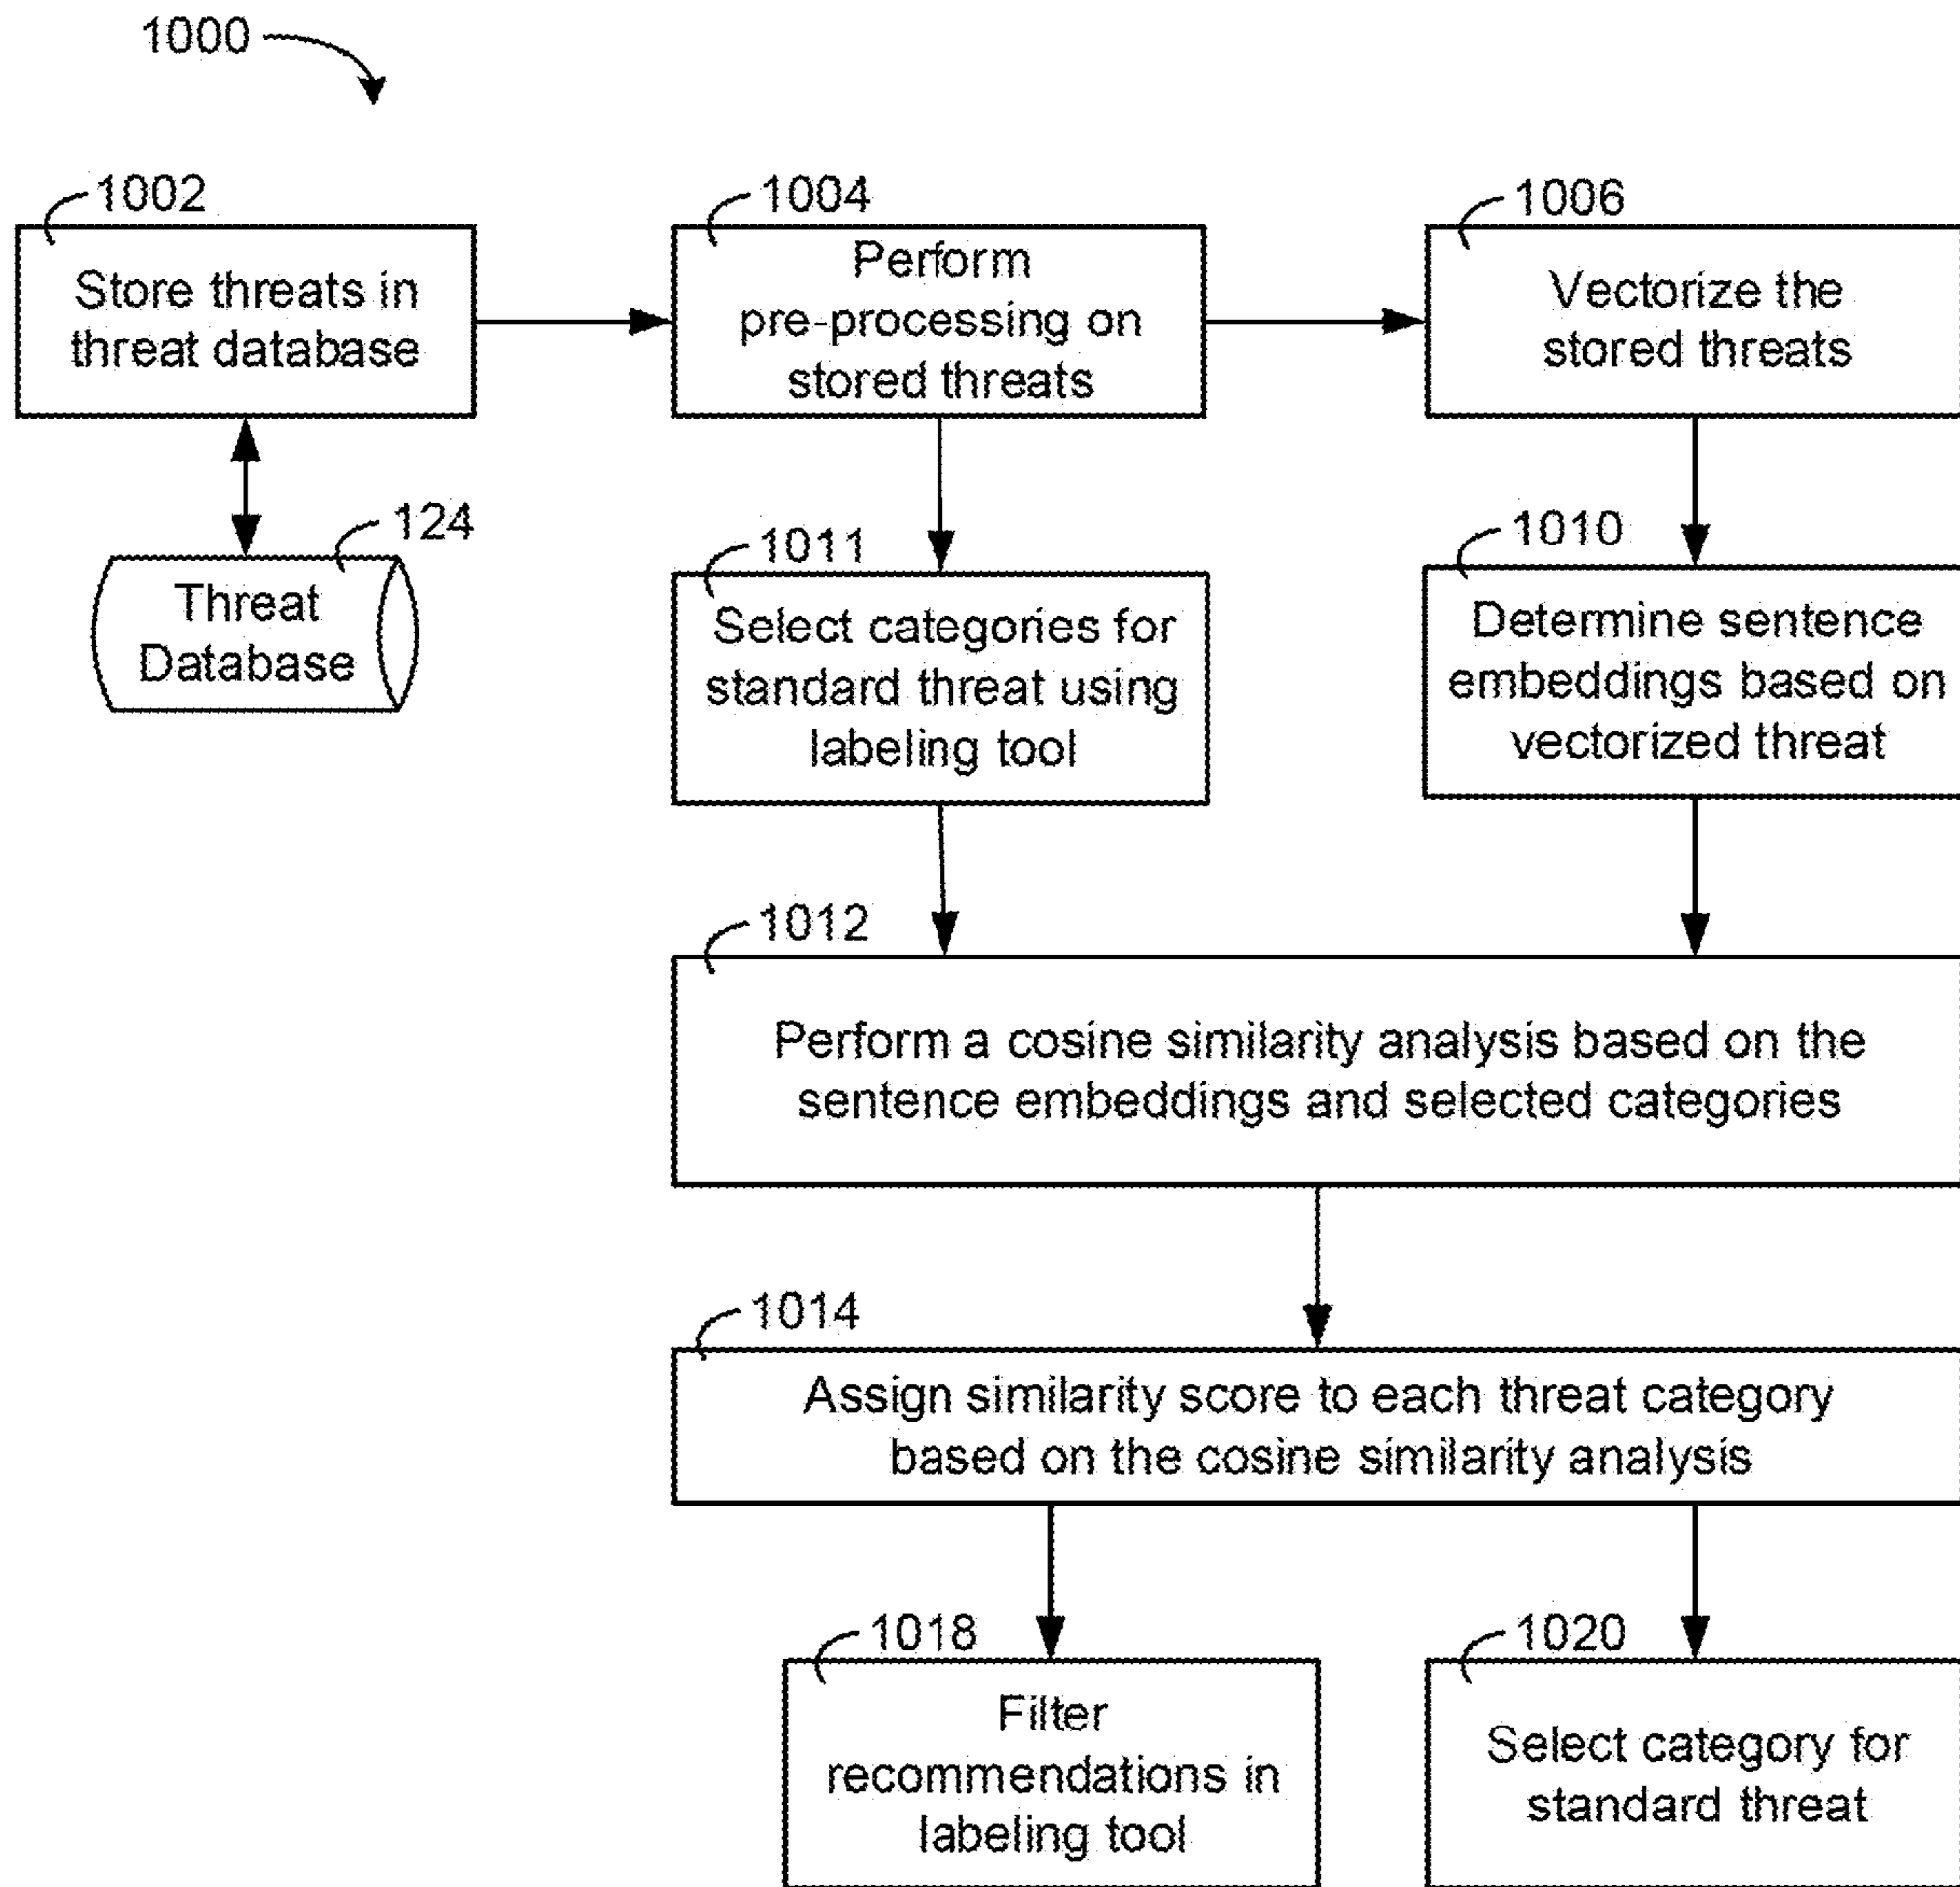 1000
1002
Store threats in
threat database
1004
Perform
pre-processing on
stored threats
1006
Vectorize the
stored threats
124
Threat
Database
1011
Select categories for
standard threat using
labeling tool
1010
Determine sentence
embeddings based on
vectorized threat
1012
Perform a cosine similarity analysis based on the
sentence embeddings and selected categories
1014
Assign similarity score to each threat category
based on the cosine similarity analysis
1018
Filter
recommendations in
labeling tool
1020
Select category for
standard threat